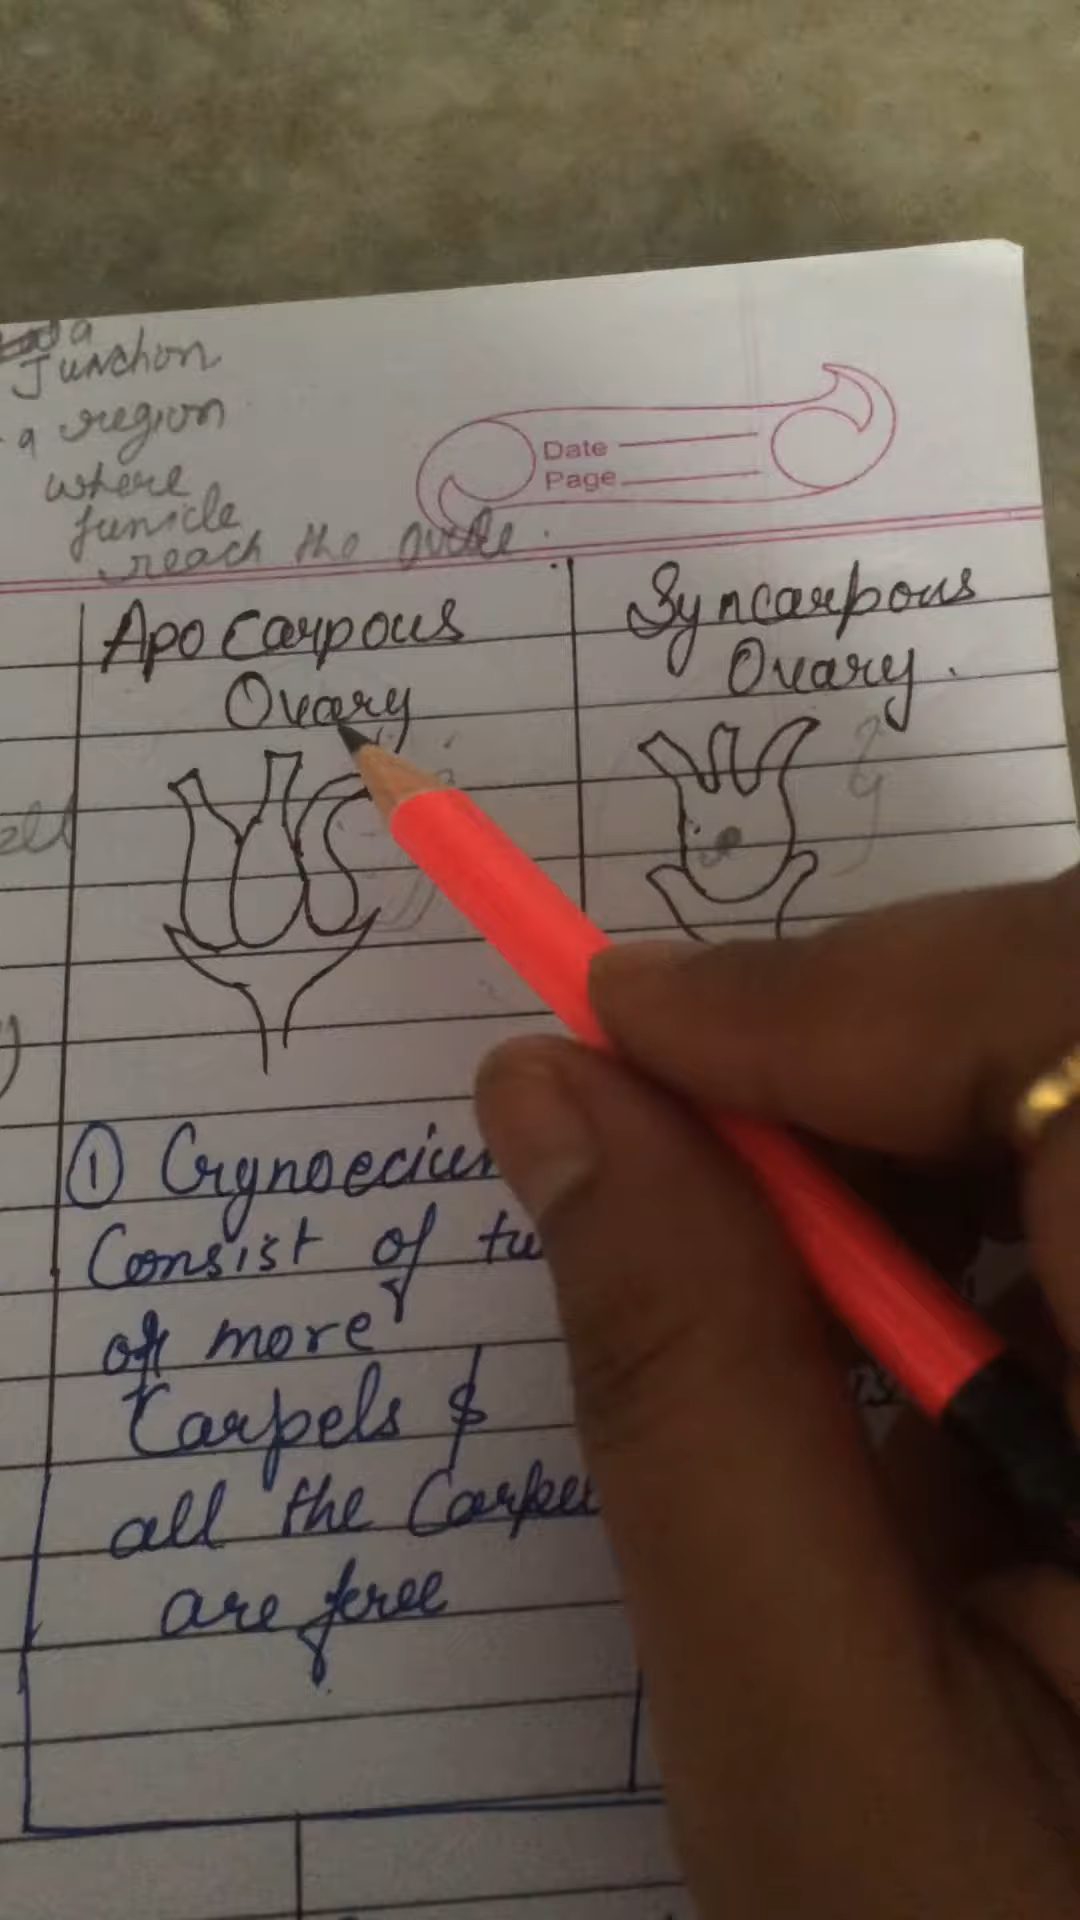 a
Junction
a region
where
funicle
reach the ovule.
Date
Page
Apocarpous
Ovary
Syncarpous
Ovary.
① Gynoecium
Consist of
or more
Carpels &
all the
are free